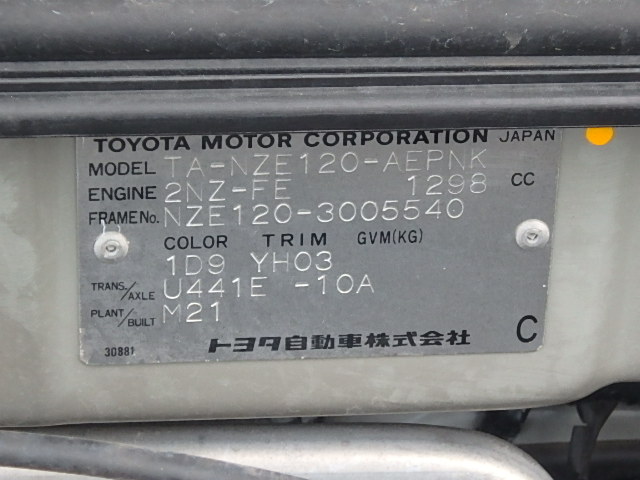 TOYOTA MOTOR CORPORATION JAPAN
MODEL TA-NZE120-AEPNK
ENGINE 2NZ-FE 1298 CC
FRAME No. NZE120-3005540
COLOR TRIM GVM(KG)
1D9 YH03
TRANS./AXLE U441E -10A
PLANT/BUILT M21
30881 トヨタ自動車株式会社 C